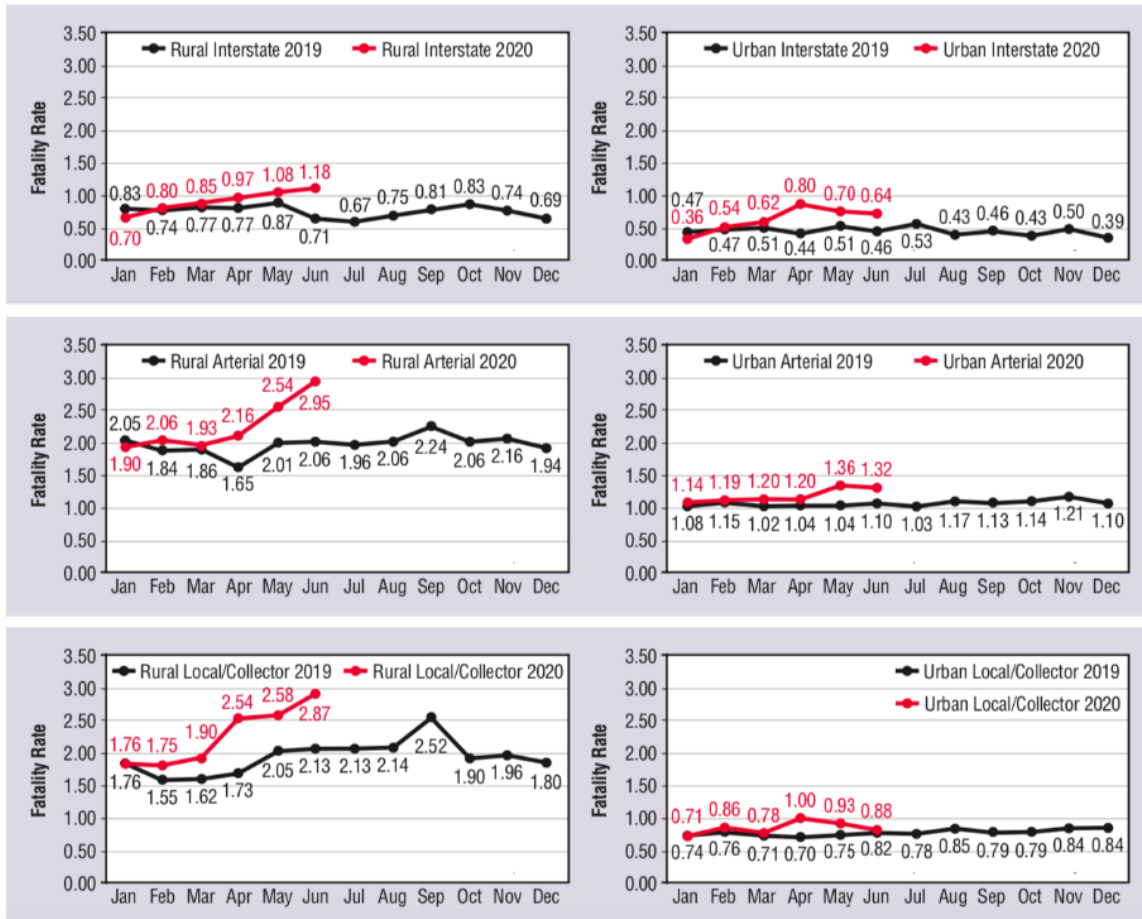 Rural Interstate 2019 Rural Interstate 2020
Fatality Rate
3.50
3.00
2.50
2.00
1.50
1.00
0.50
0.00
0.80 0.85 0.97 1.08 1.18
0.83 0.67 0.75 0.81 0.83 0.74 0.69
0.70 0.74 0.77 0.77 0.87 0.71
Jan Feb Mar Apr May Jun Jul Aug Sep Oct Nov Dec
Urban Interstate 2019 Urban Interstate 2020
Fatality Rate
3.50
3.00
2.50
2.00
1.50
1.00
0.50
0.00
0.47
0.36 0.54 0.62 0.80 0.70 0.64
0.43 0.46 0.43 0.50 0.39
0.47 0.51 0.44 0.51 0.46 0.53
Jan Feb Mar Apr May Jun Jul Aug Sep Oct Nov Dec
Rural Arterial 2019 Rural Arterial 2020
Fatality Rate
3.50
3.00
2.50
2.00
1.50
1.00
0.50
0.00
2.05 2.06 1.93 2.16 2.54 2.95
1.90 1.84 1.86 1.65 2.01 2.06 1.96 2.06 2.24 2.06 2.16 1.94
Jan Feb Mar Apr May Jun Jul Aug Sep Oct Nov Dec
Urban Arterial 2019 Urban Arterial 2020
Fatality Rate
3.50
3.00
2.50
2.00
1.50
1.00
0.50
0.00
1.14 1.19 1.20 1.20 1.36 1.32
1.08 1.15 1.02 1.04 1.04 1.10 1.03 1.17 1.13 1.14 1.21 1.10
Jan Feb Mar Apr May Jun Jul Aug Sep Oct Nov Dec
Rural Local/Collector 2019 Rural Local/Collector 2020
Fatality Rate
3.50
3.00
2.50
2.00
1.50
1.00
0.50
0.00
1.76 1.75 1.90 2.54 2.58 2.87
1.76 1.55 1.62 1.73 2.05 2.13 2.13 2.14 2.52 1.90 1.96 1.80
Jan Feb Mar Apr May Jun Jul Aug Sep Oct Nov Dec
Urban Local/Collector 2019
Urban Local/Collector 2020
Fatality Rate
3.50
3.00
2.50
2.00
1.50
1.00
0.50
0.00
0.71 0.86 0.78 1.00 0.93 0.88
0.74 0.76 0.71 0.70 0.75 0.82 0.78 0.85 0.79 0.79 0.84 0.84
Jan Feb Mar Apr May Jun Jul Aug Sep Oct Nov Dec